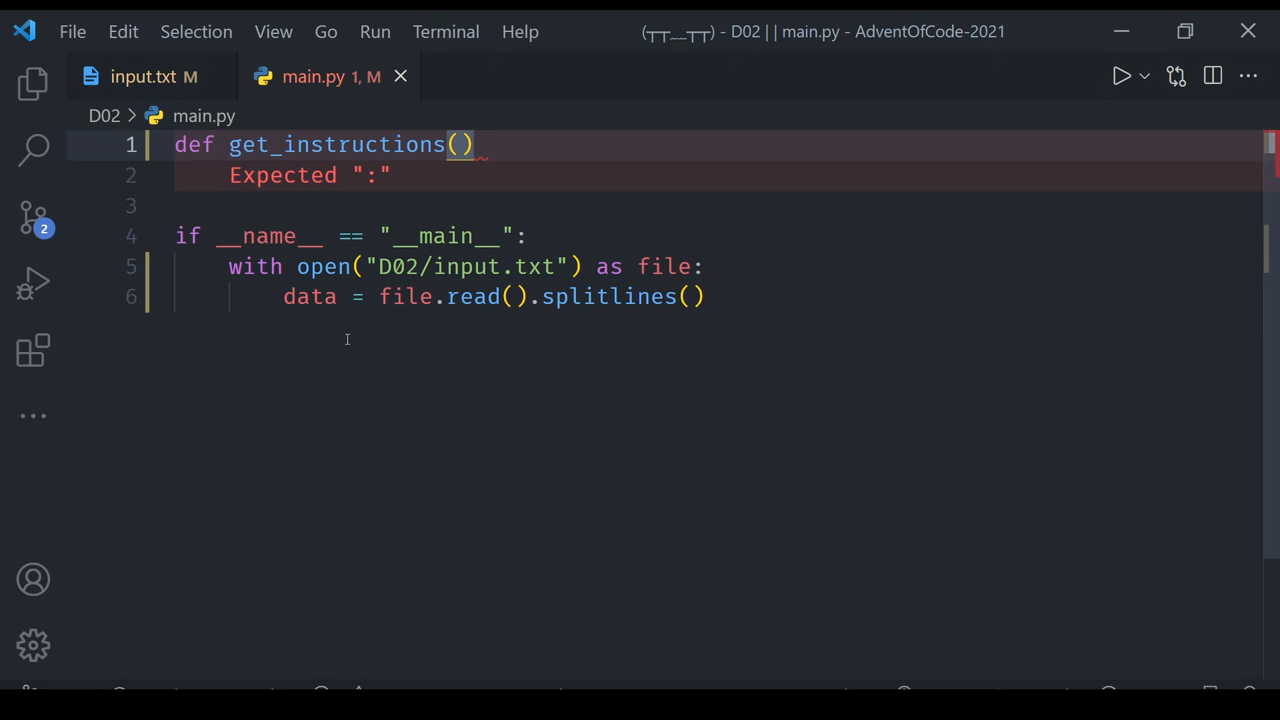 File Edit Selection View Go Run Terminal Help (┬┬﹏┬┬) - D02 || main.py - AdventOfCode-2021
input.txt M main.py 1, M
D02 > main.py
1 def get_instructions()
2 Expected ":"
3
4 if __name__ == "__main__":
5 with open("D02/input.txt") as file:
6 data = file.read().splitlines()
2